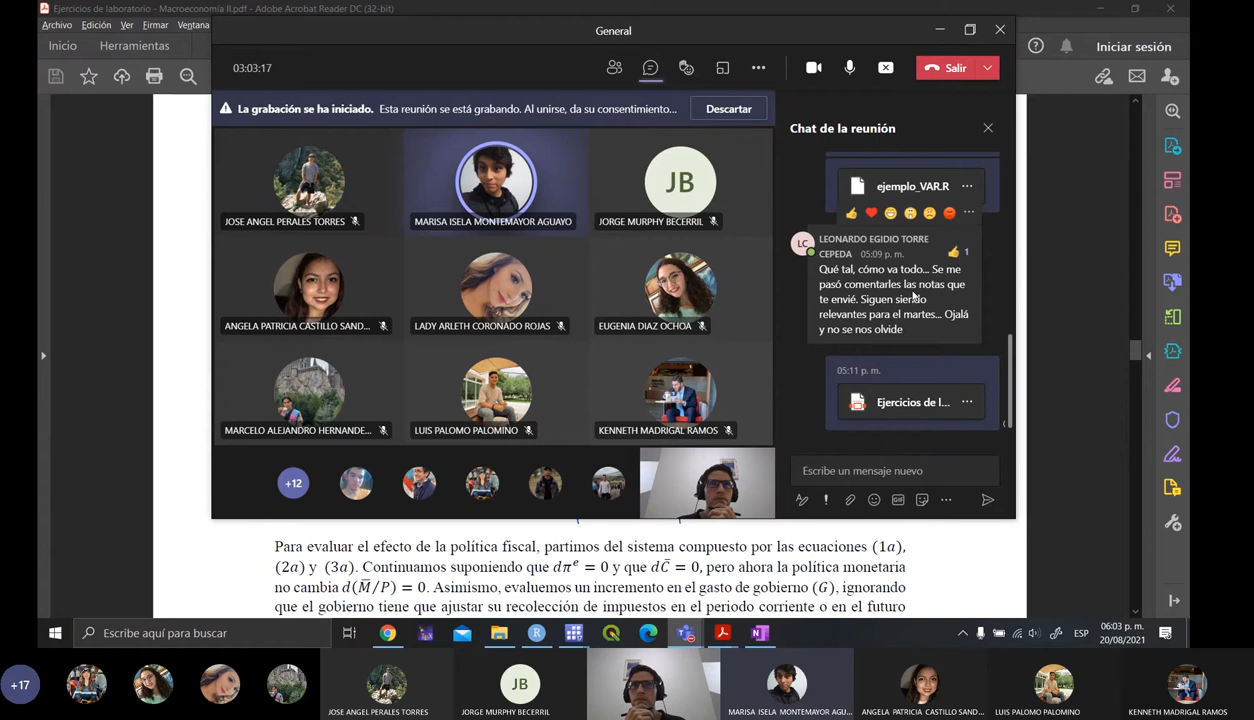 Ejercicios de laboratorio - Macroeconomía II.pdf - Adobe Acrobat Reader DC (32-bit)
Archivo Edición Ver Firmar Ventana
Inicio Herramientas
Iniciar sesión
General
03:03:17
Salir
La grabación se ha iniciado. Esta reunión se está grabando. Al unirse, da su consentimiento...
Descartar
JOSE ANGEL PERALES TORRES
MARISA ISELA MONTEMAYOR AGUAYO
JB
JORGE MURPHY BECERRIL
ANGELA PATRICIA CASTILLO SAND...
LADY ARLETH CORONADO ROJAS
EUGENIA DIAZ OCHOA
MARCELO ALEJANDRO HERNANDE...
LUIS PALOMO PALOMINO
KENNETH MADRIGAL RAMOS
+12
Chat de la reunión
ejemplo_VAR.R
LC
LEONARDO EGIDIO TORRE
CEPEDA 05:09 p. m.
1
Qué tal, cómo va todo... Se me
pasó comentarles las notas que
te envié. Siguen siendo
relevantes para el martes... Ojalá
y no se nos olvide
05:11 p. m.
Ejercicios de l...
Escribe un mensaje nuevo
GIF
Para evaluar el efecto de la política fiscal, partimos del sistema compuesto por las ecuaciones (1a),
(2a) y (3a). Continuamos suponiendo que dπᵉ = 0 y que dC̄ = 0, pero ahora la política monetaria
no cambia d(M̄/P) = 0. Asimismo, evaluamos un incremento en el gasto de gobierno (G), ignorando
que el gobierno tiene que ajustar su recolección de impuestos en el periodo corriente o en el futuro
Escribe aquí para buscar
R
ESP
06:03 p. m.
20/08/2021
+17
JOSE ANGEL PERALES TORRES
JB
JORGE MURPHY BECERRIL
MARISA ISELA MONTEMAYOR AGU...
ANGELA PATRICIA CASTILLO SAND...
LUIS PALOMO PALOMINO
KENNETH MADRIGAL RAMOS